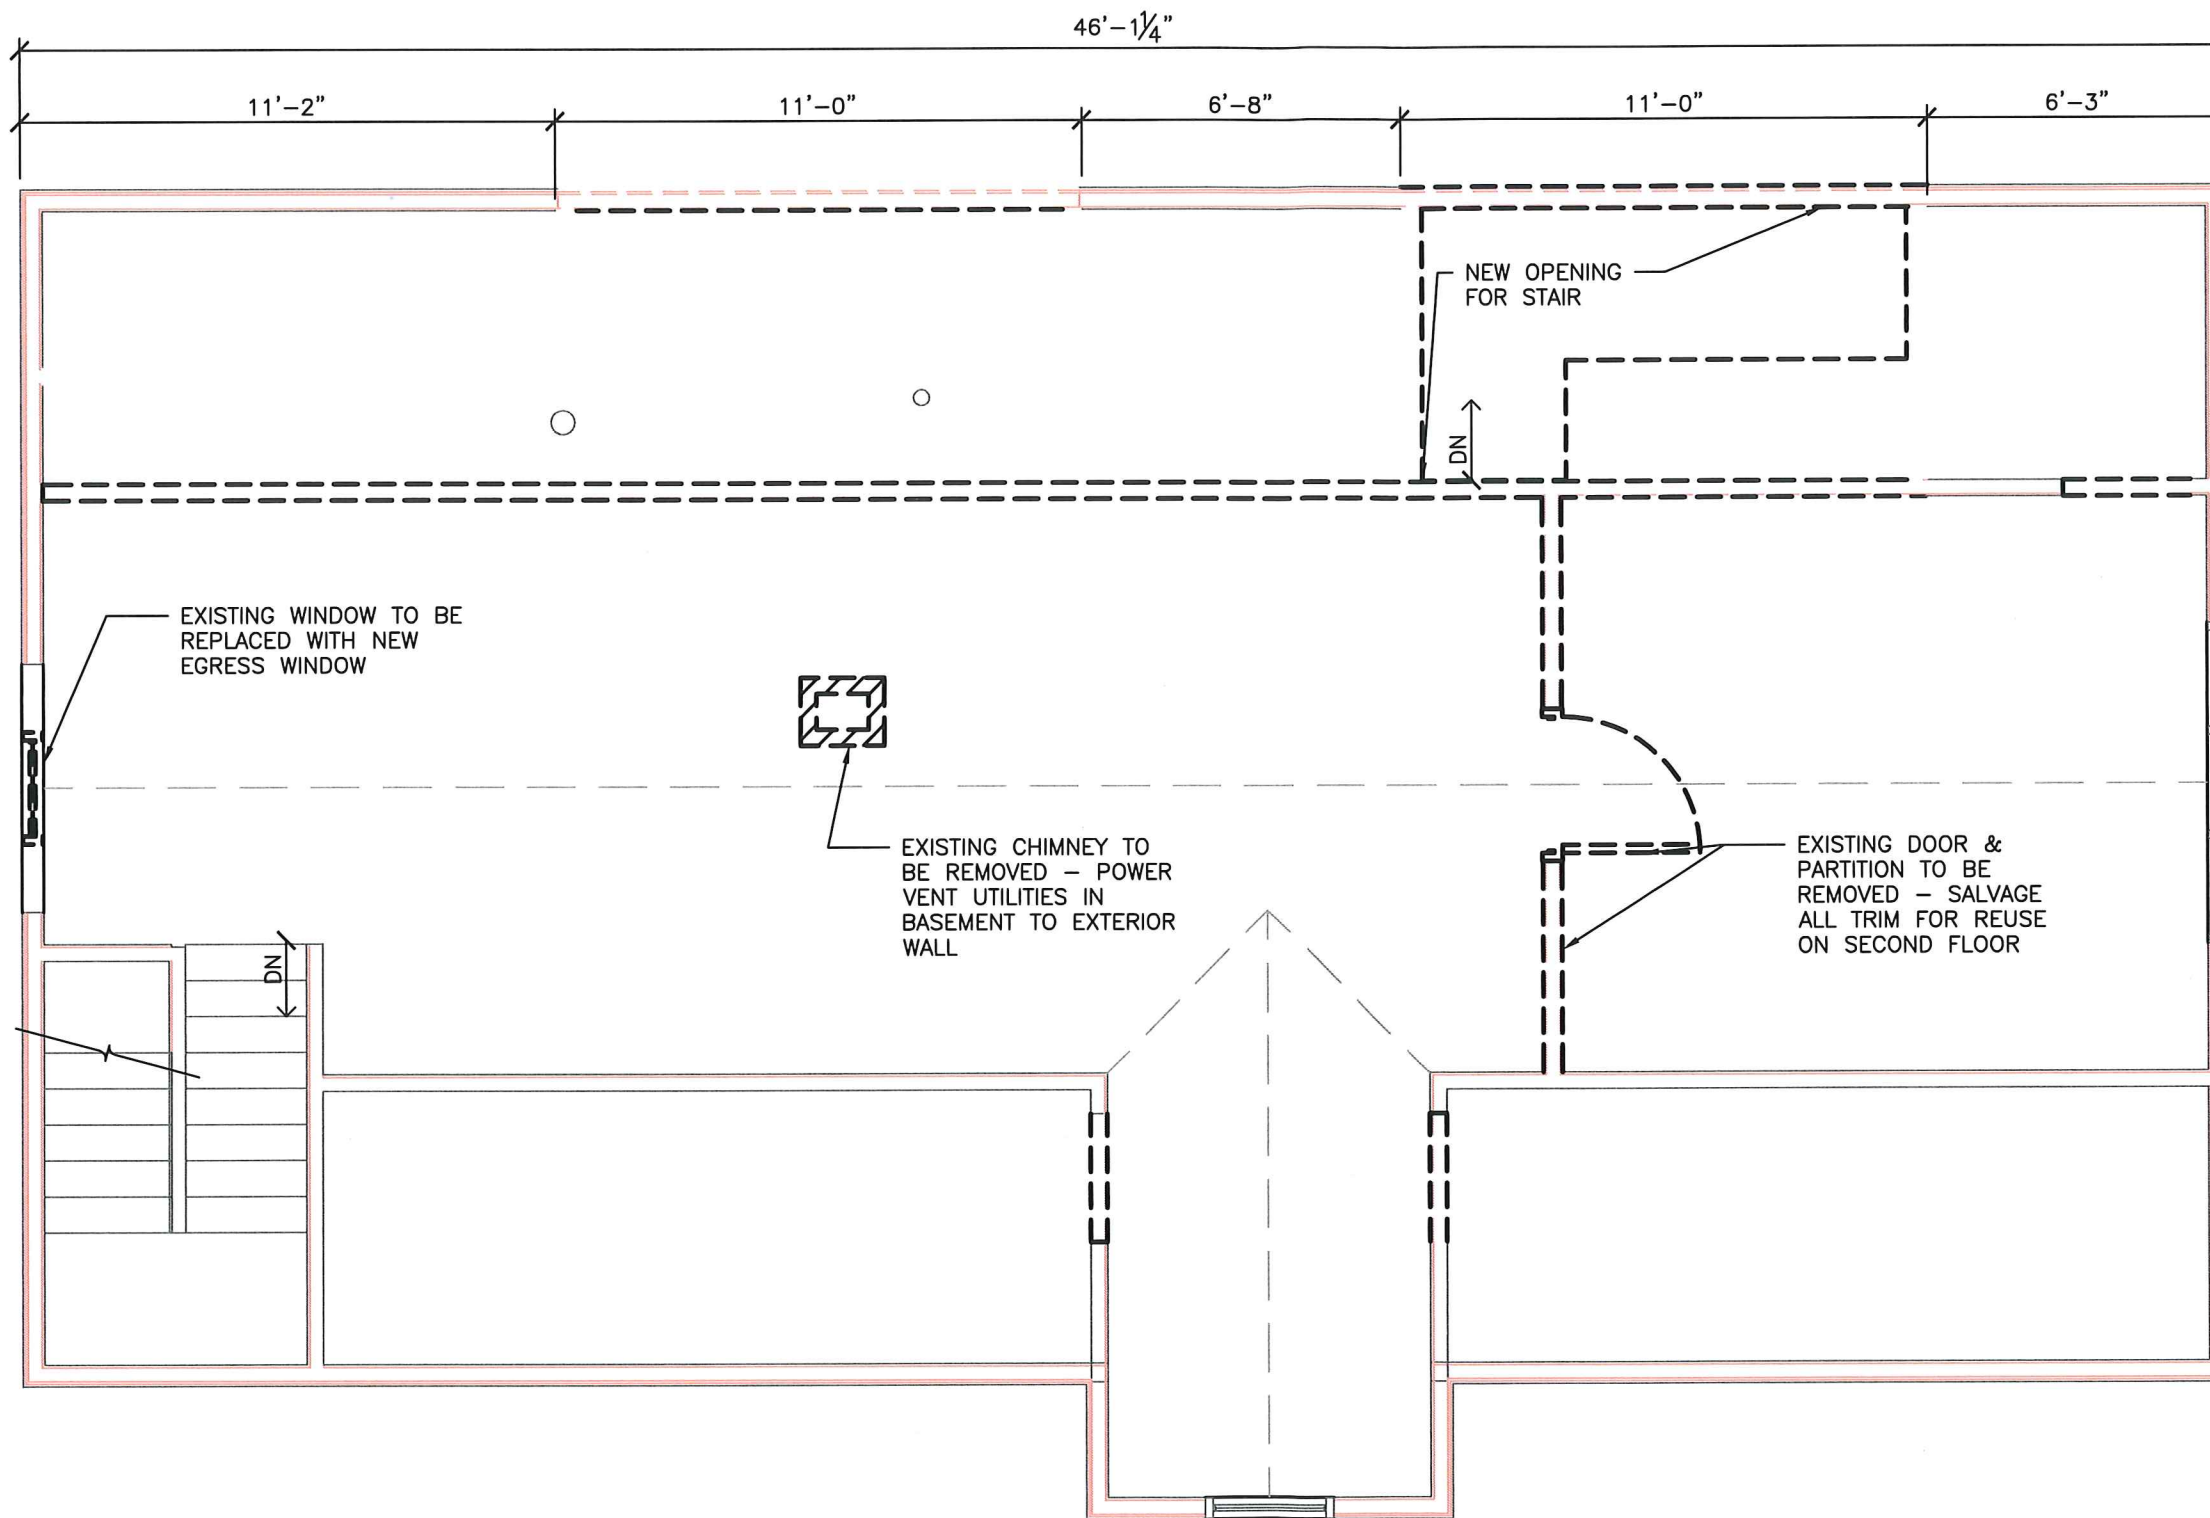 46'-1¼"
11'-2"
11'-0"
6'-8"
11'-0"
6'-3"
NEW OPENING
FOR STAIR
DN
EXISTING WINDOW TO BE
REPLACED WITH NEW
EGRESS WINDOW
EXISTING CHIMNEY TO
BE REMOVED – POWER
VENT UTILITIES IN
BASEMENT TO EXTERIOR
WALL
EXISTING DOOR &
PARTITION TO BE
REMOVED – SALVAGE
ALL TRIM FOR REUSE
ON SECOND FLOOR
DN